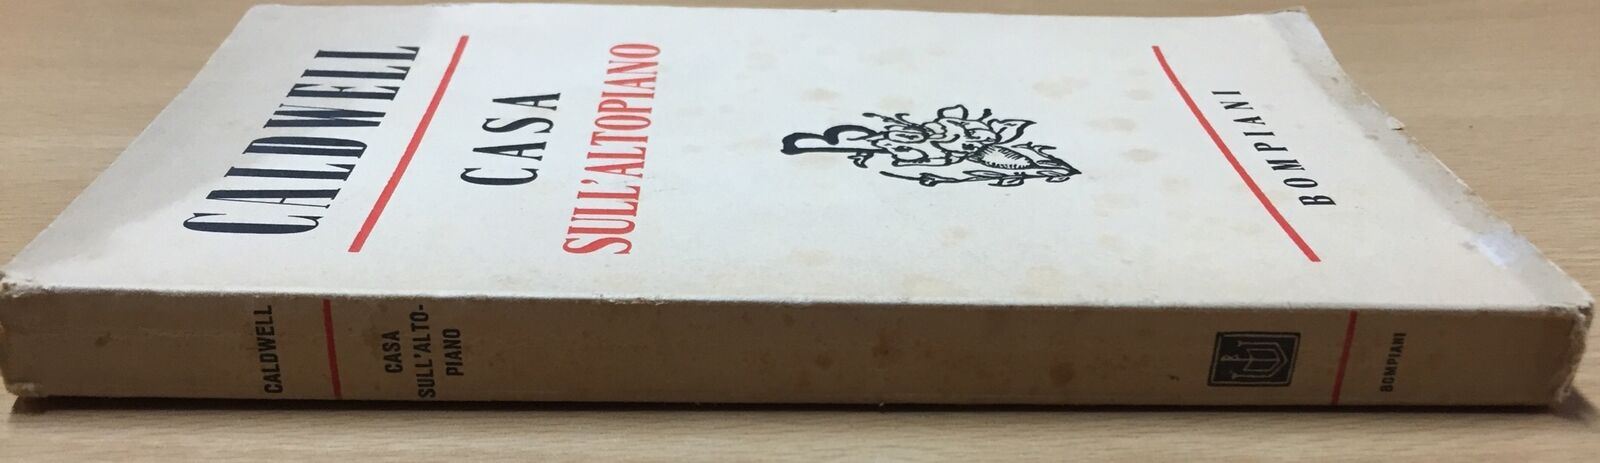 CALDWELL
CASA
SULL'ALTOPIANO
B
BOMPIANI
CALDWELL
CASA
SULL'ALTO-
PIANO
BOMPIANI